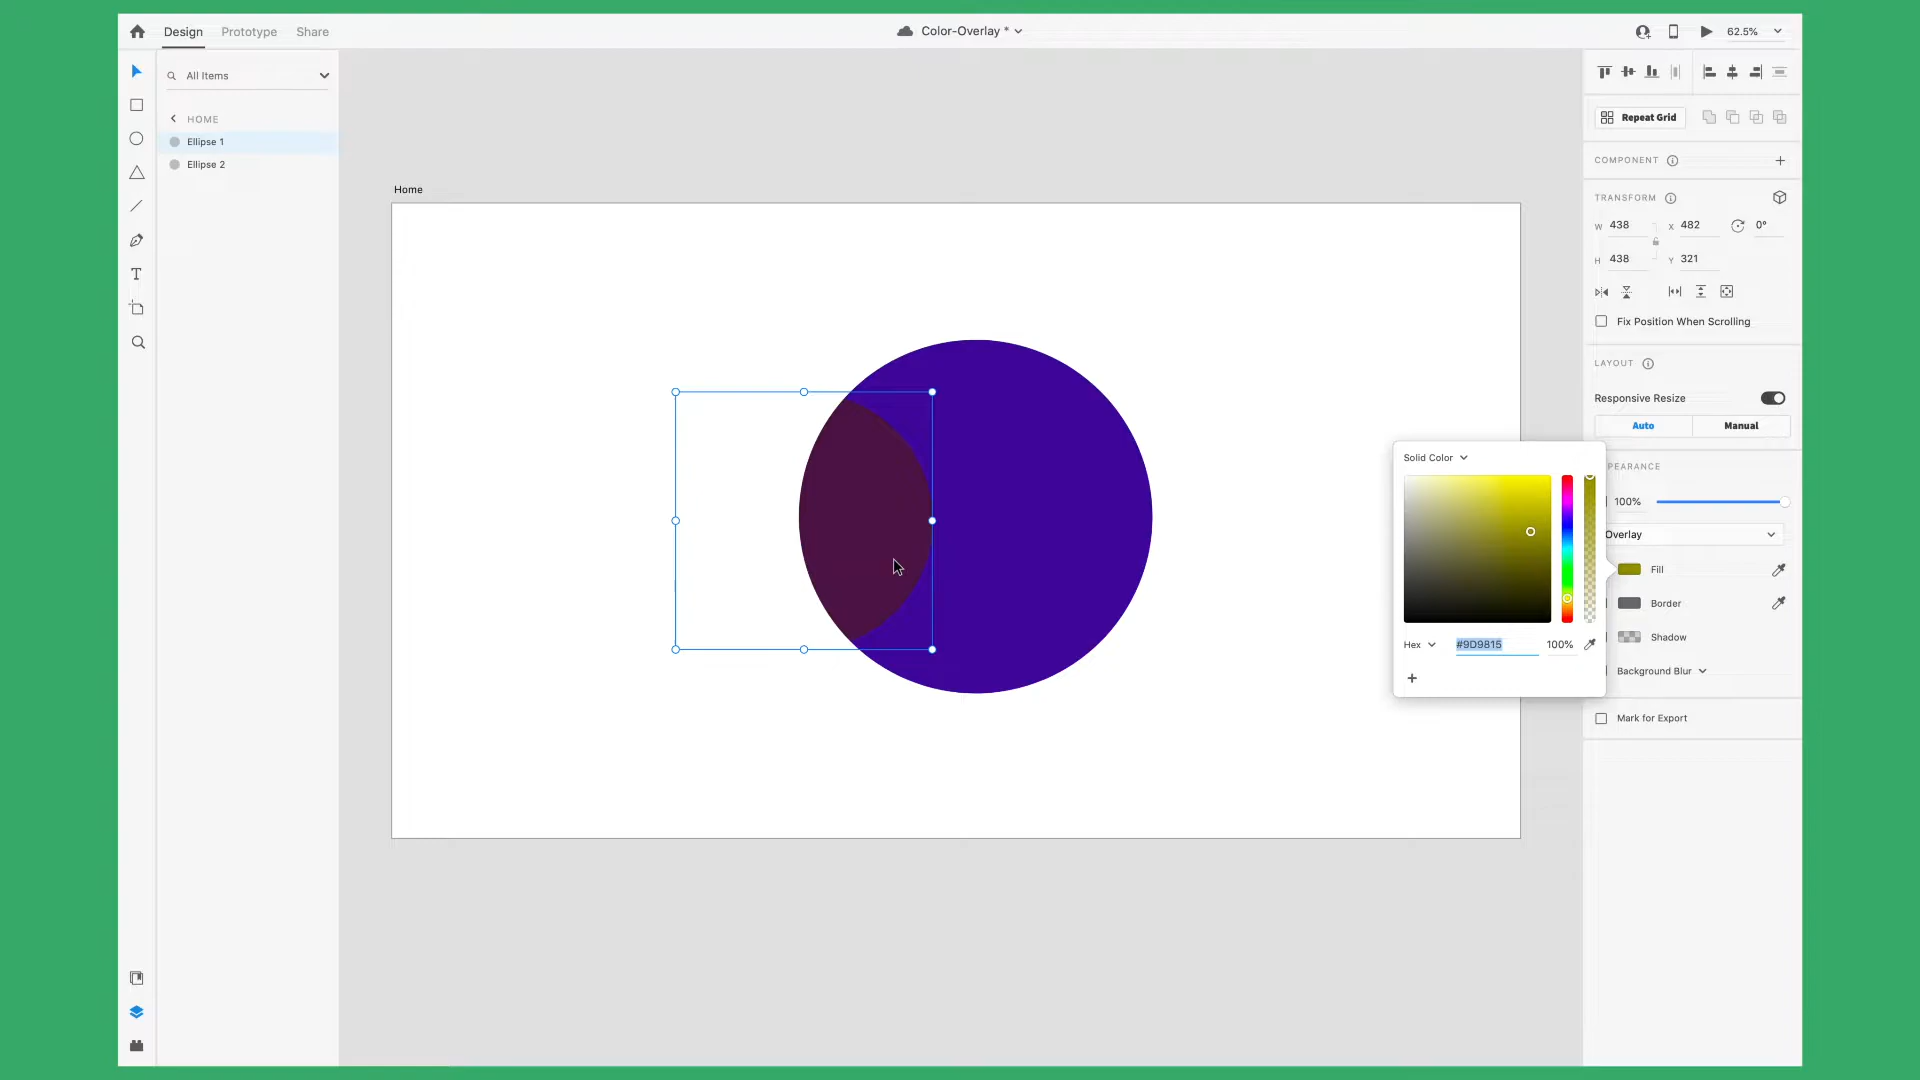 Design Prototype Share
Color-Overlay *
62.5%
All Items
HOME
Ellipse 1
Ellipse 2
Home
Repeat Grid
COMPONENT
TRANSFORM
W 438 X 482 0°
H 438 Y 321
Fix Position When Scrolling
LAYOUT
Responsive Resize
Auto Manual
PEARANCE
100%
Overlay
Fill
Border
Shadow
Background Blur
Mark for Export
Solid Color
Hex #9D9815 100%